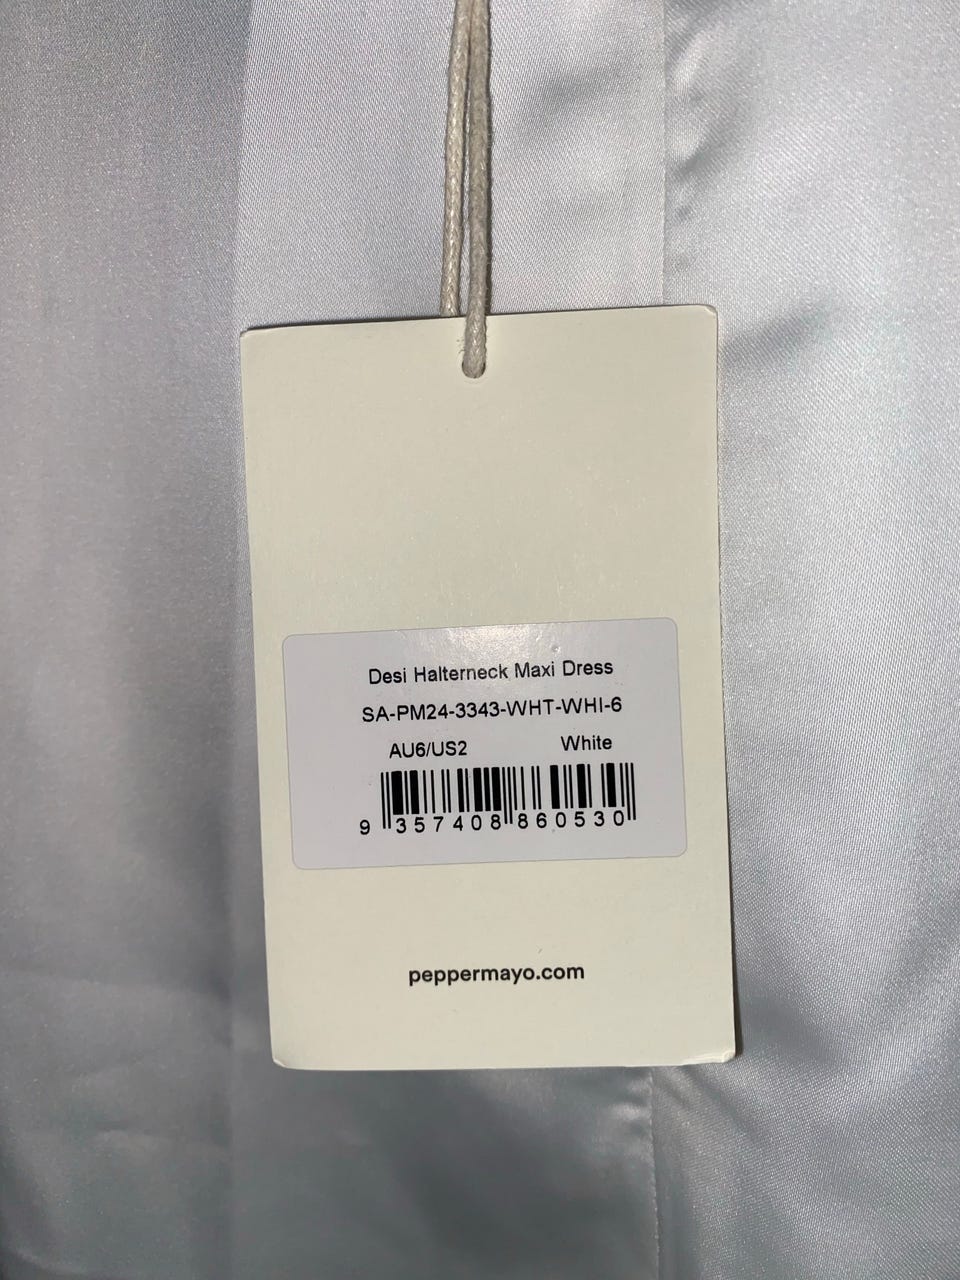 Desi Halterneck Maxi Dress
SA-PM24-3343-WHT-WHI-6
AU6/US2 White
9 357408 860530
peppermayo.com